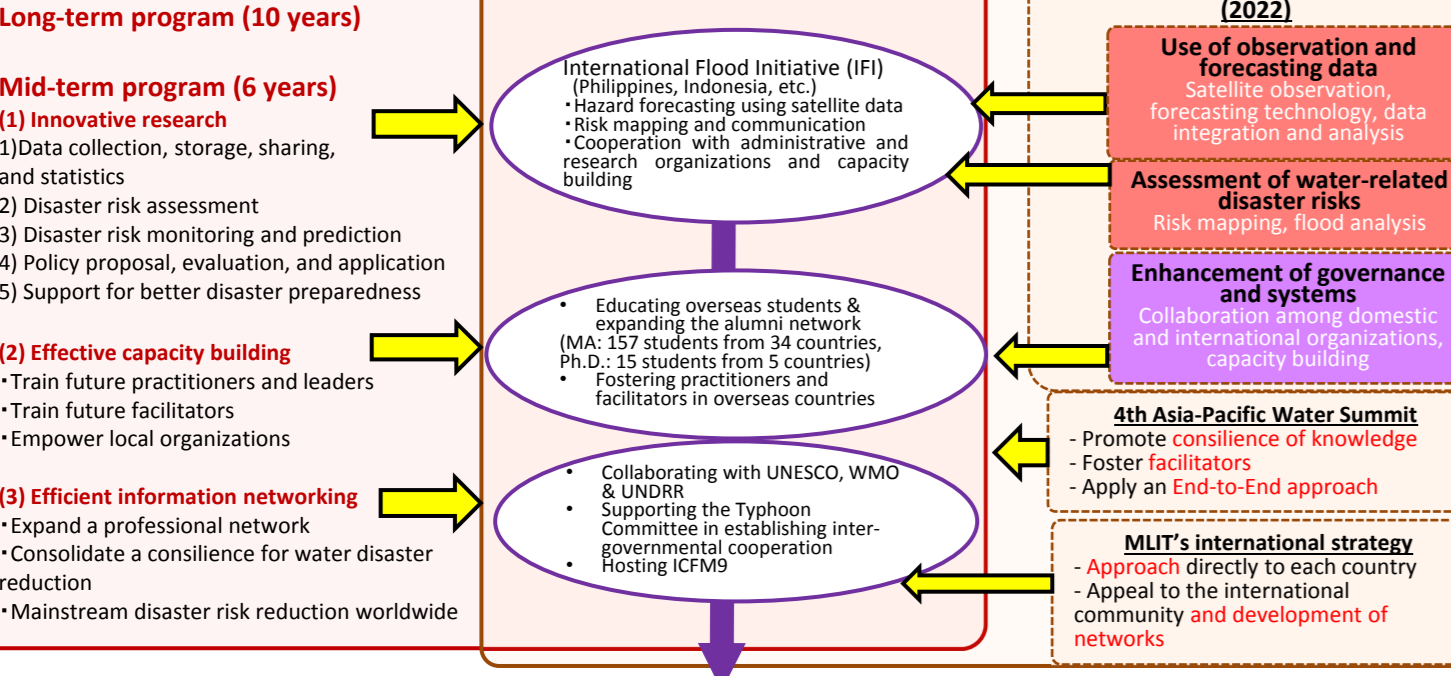 Long-term program (10 years)
Mid-term program (6 years)
(1) Innovative research
1)Data collection, storage, sharing,
and statistics
2) Disaster risk assessment
3) Disaster risk monitoring and prediction
4) Policy proposal, evaluation, and application
5) Support for better disaster preparedness
(2) Effective capacity building
・Train future practitioners and leaders
・Train future facilitators
・Empower local organizations
(3) Efficient information networking
・Expand a professional network
・Consolidate a consilience for water disaster
reduction
・Mainstream disaster risk reduction worldwide
International Flood Initiative (IFI)
(Philippines, Indonesia, etc.)
・Hazard forecasting using satellite data
・Risk mapping and communication
・Cooperation with administrative and
research organizations and capacity
building
• Educating overseas students &
expanding the alumni network
(MA: 157 students from 34 countries,
Ph.D.: 15 students from 5 countries)
• Fostering practitioners and
facilitators in overseas countries
• Collaborating with UNESCO, WMO
& UNDRR
• Supporting the Typhoon
Committee in establishing inter-
governmental cooperation
• Hosting ICFM9
(2022)
Use of observation and
forecasting data
Satellite observation,
forecasting technology, data
integration and analysis
Assessment of water-related
disaster risks
Risk mapping, flood analysis
Enhancement of governance
and systems
Collaboration among domestic
and international organizations,
capacity building
4th Asia-Pacific Water Summit
- Promote consilience of knowledge
- Foster facilitators
- Apply an End-to-End approach
MLIT's international strategy
- Approach directly to each country
- Appeal to the international
community and development of
networks